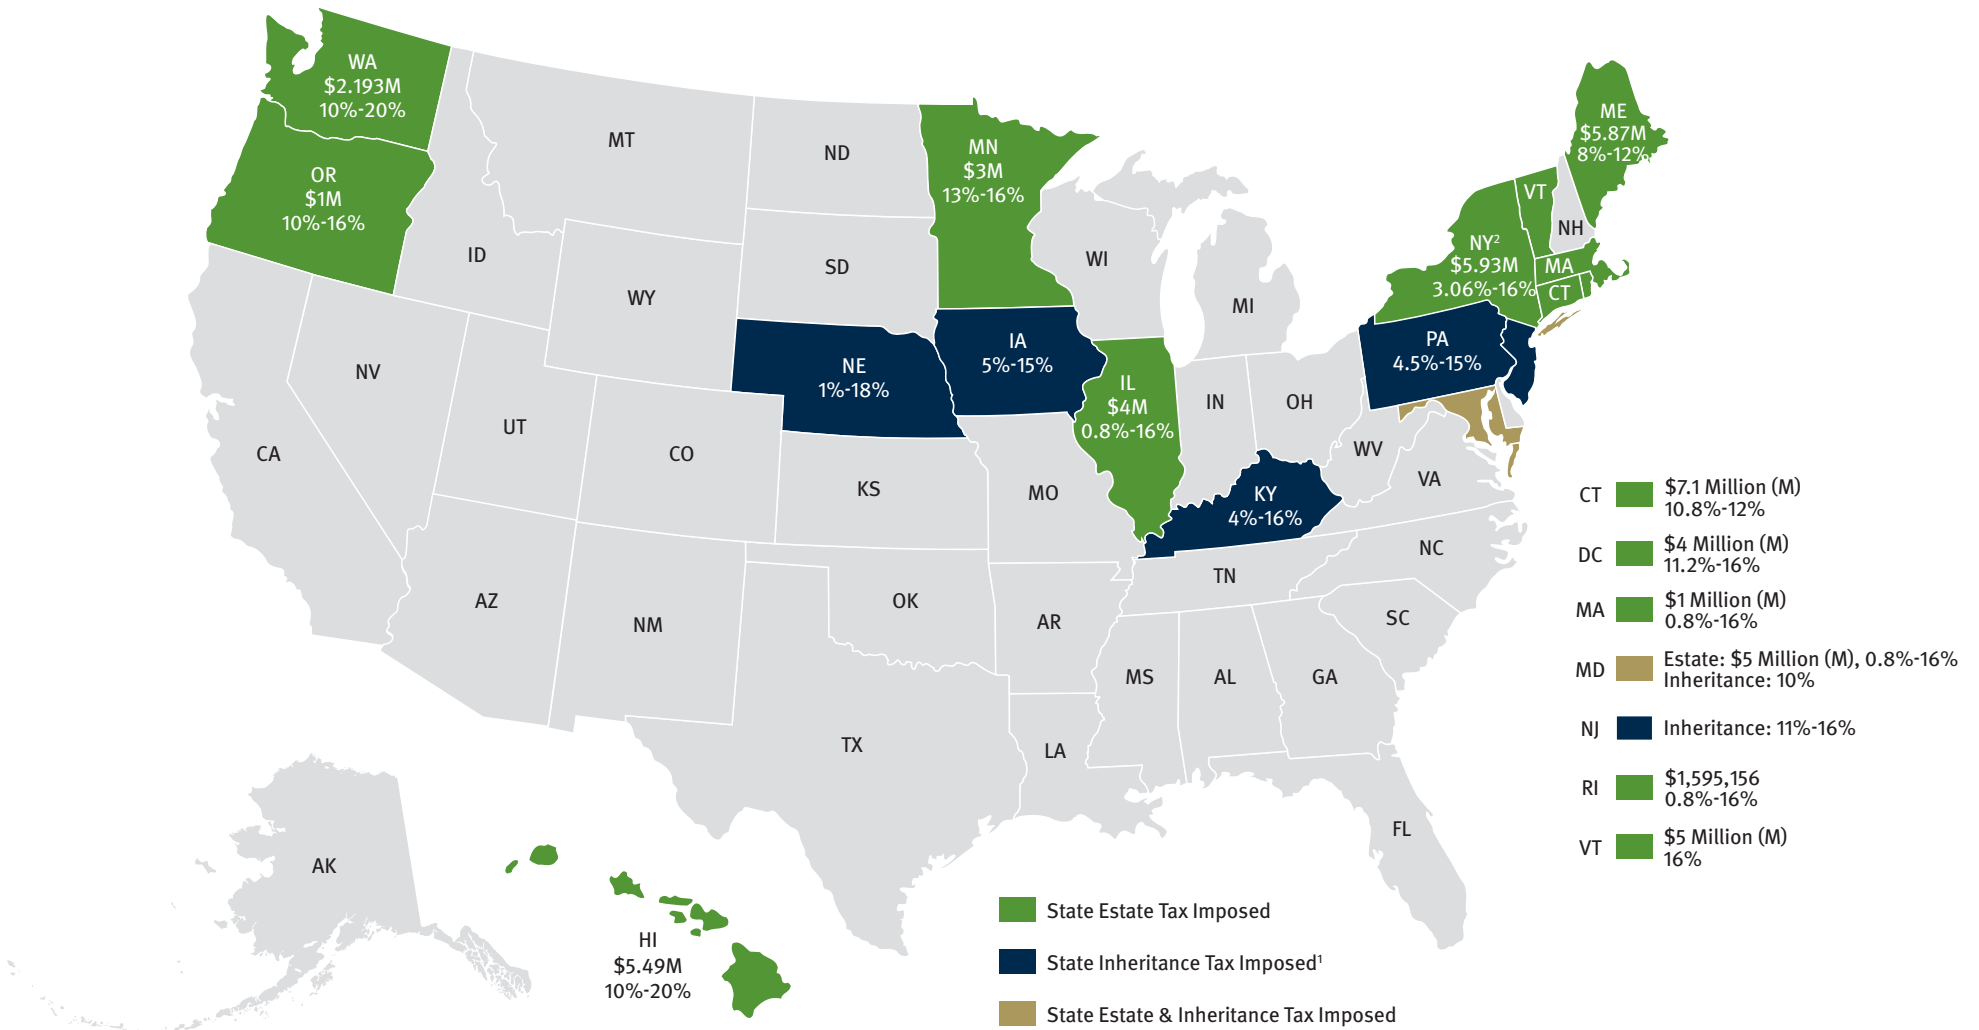 WA
$2.193M
10%-20%
OR
$1M
10%-16%
MT
ID
WY
ND
SD
MN
$3M
13%-16%
WI
MI
ME
$5.87M
8%-12%
VT
NH
NY²
$5.93M
3.06%-16%
MA
CT
PA
4.5%-15%
NE
1%-18%
IA
5%-15%
IL
$4M
0.8%-16%
IN
OH
WV
VA
KY
4%-16%
NV
CA
UT
CO
KS
MO
AZ
NM
OK
AR
TN
NC
SC
MS
AL
GA
TX
LA
FL
AK
HI
$5.49M
10%-20%
CT
$7.1 Million (M)
10.8%-12%
DC
$4 Million (M)
11.2%-16%
MA
$1 Million (M)
0.8%-16%
MD
Estate: $5 Million (M), 0.8%-16%
Inheritance: 10%
NJ
Inheritance: 11%-16%
RI
$1,595,156
0.8%-16%
VT
$5 Million (M)
16%
State Estate Tax Imposed
State Inheritance Tax Imposed¹
State Estate & Inheritance Tax Imposed